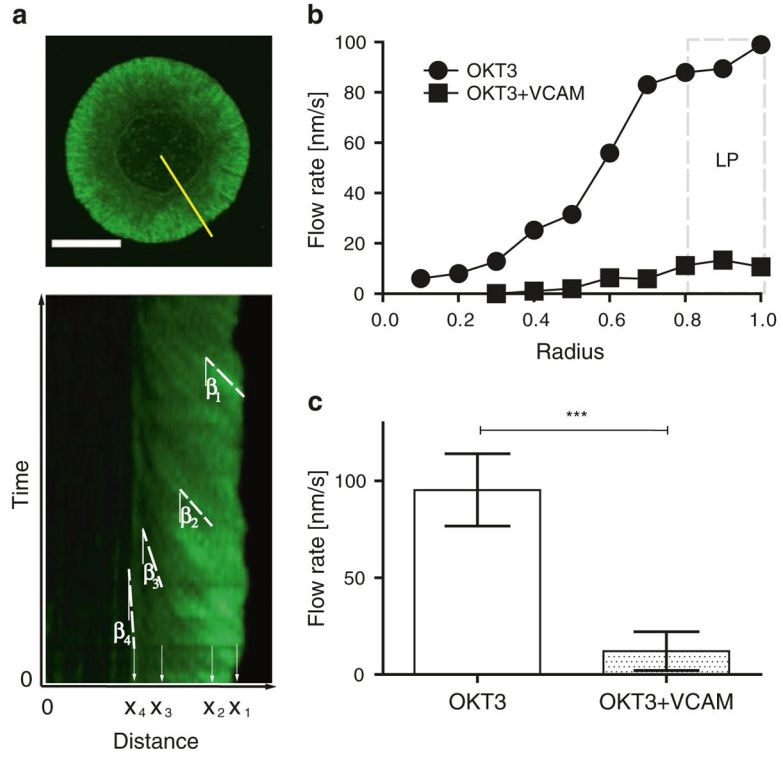 a
β1
β2
β3
β4
Time
0
0
x4 x3 x2 x1
Distance
b
100
80
60
40
20
0
Flow rate [nm/s]
OKT3
OKT3+VCAM
LP
0.0 0.2 0.4 0.6 0.8 1.0
Radius
c
***
100
50
0
Flow rate [nm/s]
OKT3 OKT3+VCAM